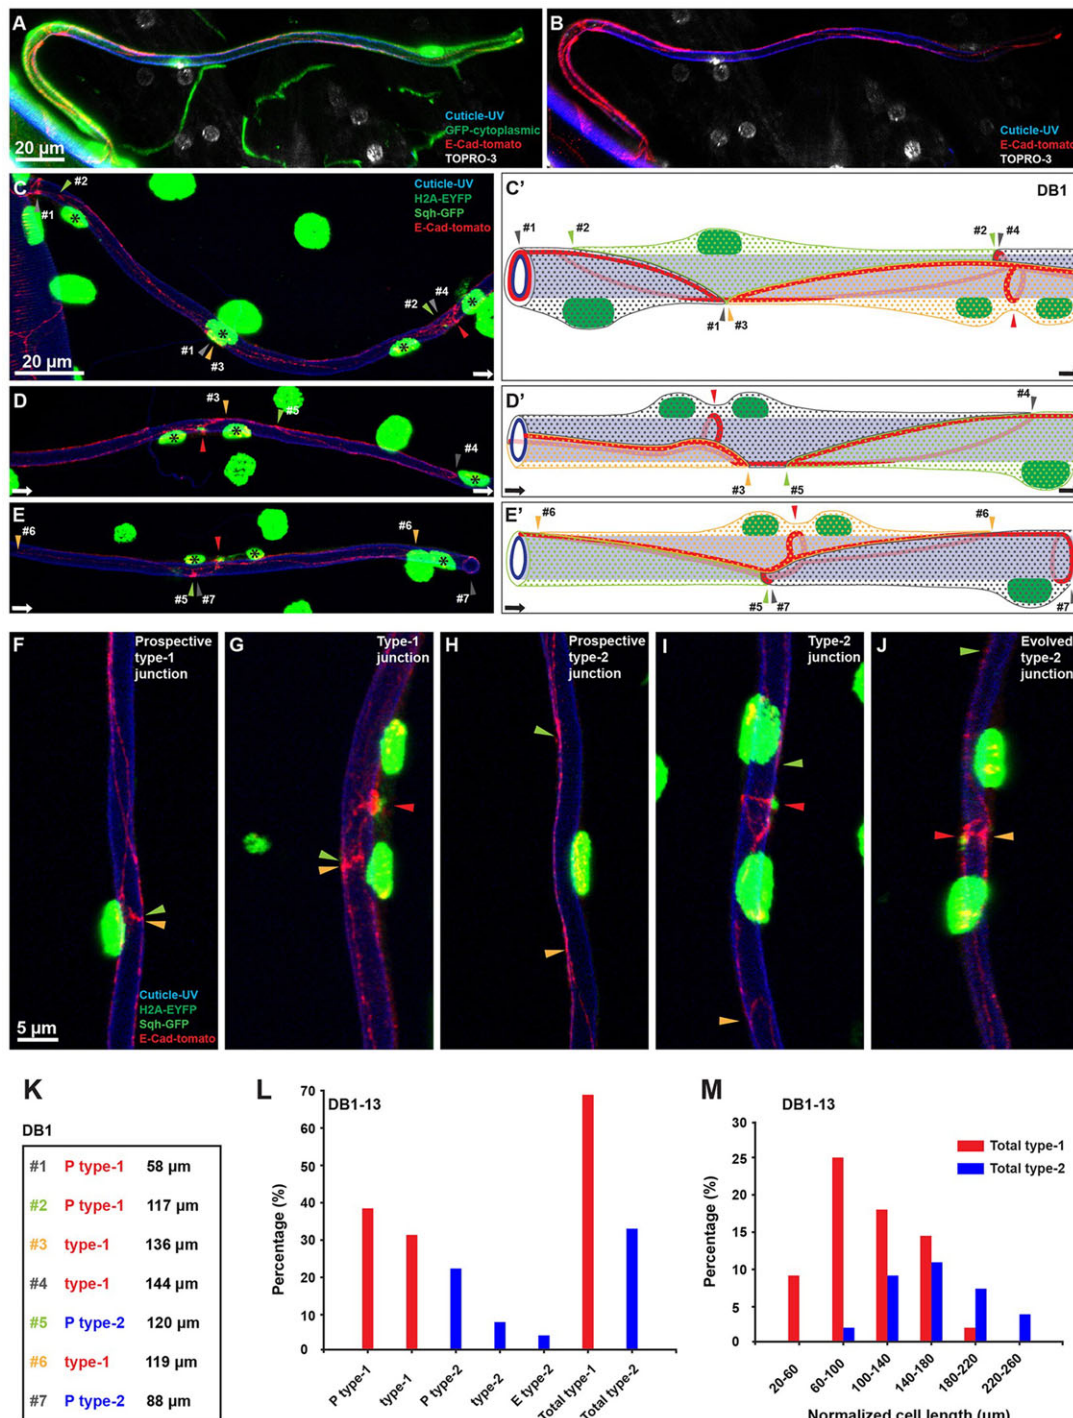 A
Cuticle-UV
GFP-cytoplasmic
E-Cad-tomato
TOPRO-3
20 µm
B
Cuticle-UV
E-Cad-tomato
TOPRO-3
C
#2
#1
Cuticle-UV
H2A-EYFP
Sqh-GFP
E-Cad-tomato
#2
#4
#1
#3
20 µm
C'
DB1
#1
#2
#2
#4
#1
#3
D
#3
#5
#4
D'
#4
#3
#5
E
#6
#6
#5
#7
#7
E'
#6
#6
#5
#7
#7
F
Prospective
type-1
junction
Cuticle-UV
H2A-EYFP
Sqh-GFP
E-Cad-tomato
5 µm
G
Type-1
junction
H
Prospective
type-2
junction
I
Type-2
junction
J
Evolved
type-2
junction
K
DB1
#1 P type-1 58 µm
#2 P type-1 117 µm
#3 type-1 136 µm
#4 type-1 144 µm
#5 P type-2 120 µm
#6 type-1 119 µm
#7 P type-2 88 µm
L
DB1-13
Percentage (%)
70
60
50
40
30
20
10
0
P type-1
type-1
P type-2
type-2
E type-2
Total type-1
Total type-2
M
DB1-13
Total type-1
Total type-2
Percentage (%)
30
25
20
15
10
5
0
20-60
60-100
100-140
140-180
180-220
220-260
Normalized cell length (µm)